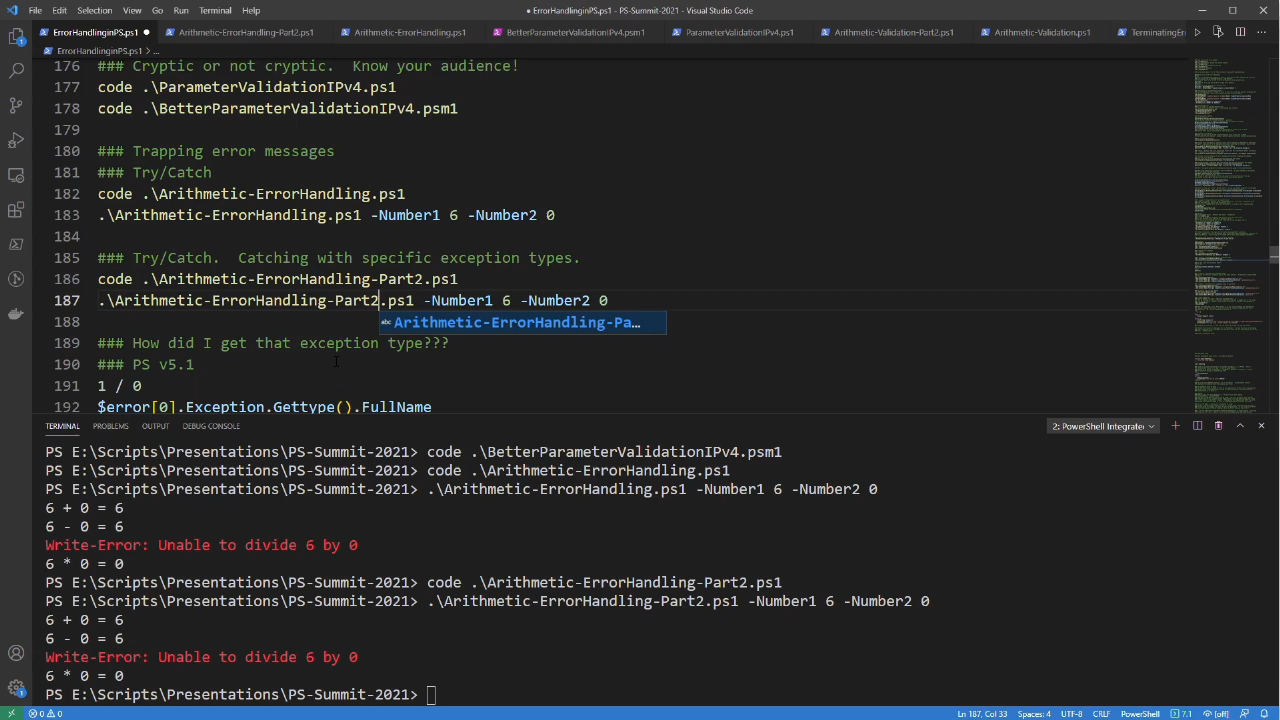 File Edit Selection View Go Run Terminal Help
● ErrorHandlinginPS.ps1 - PS-Summit-2021 - Visual Studio Code
ErrorHandlinginPS.ps1 ● Arithmetic-ErrorHandling-Part2.ps1 Arithmetic-ErrorHandling.ps1 BetterParameterValidationIPv4.psm1 ParameterValidationIPv4.ps1 Arithmetic-Validation-Part2.ps1 Arithmetic-Validation.ps1 TerminatingErr
ErrorHandlinginPS.ps1 > ...
176 ### Cryptic or not cryptic.  Know your audience!
177 code .\ParameterValidationIPv4.ps1
178 code .\BetterParameterValidationIPv4.psm1
179
180 ### Trapping error messages
181 ### Try/Catch
182 code .\Arithmetic-ErrorHandling.ps1
183 .\Arithmetic-ErrorHandling.ps1 -Number1 6 -Number2 0
184
185 ### Try/Catch.  Catching with specific exception types.
186 code .\Arithmetic-ErrorHandling-Part2.ps1
187 .\Arithmetic-ErrorHandling-Part2.ps1 -Number1 6 -Number2 0
188 abc Arithmetic-ErrorHandling-Pa…
189 ### How did I get that exception type???
190 ### PS v5.1
191 1 / 0
192 $error[0].Exception.Gettype().FullName
TERMINAL PROBLEMS OUTPUT DEBUG CONSOLE 2: PowerShell Integrate
PS E:\Scripts\Presentations\PS-Summit-2021> code .\BetterParameterValidationIPv4.psm1
PS E:\Scripts\Presentations\PS-Summit-2021> code .\Arithmetic-ErrorHandling.ps1
PS E:\Scripts\Presentations\PS-Summit-2021> .\Arithmetic-ErrorHandling.ps1 -Number1 6 -Number2 0
6 + 0 = 6
6 - 0 = 6
Write-Error: Unable to divide 6 by 0
6 * 0 = 0
PS E:\Scripts\Presentations\PS-Summit-2021> code .\Arithmetic-ErrorHandling-Part2.ps1
PS E:\Scripts\Presentations\PS-Summit-2021> .\Arithmetic-ErrorHandling-Part2.ps1 -Number1 6 -Number2 0
6 + 0 = 6
6 - 0 = 6
Write-Error: Unable to divide 6 by 0
6 * 0 = 0
PS E:\Scripts\Presentations\PS-Summit-2021>
0 0 Ln 187, Col 33 Spaces: 4 UTF-8 CRLF PowerShell 7.1 [off]